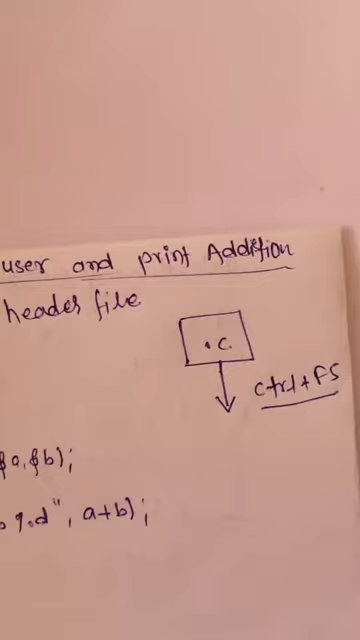 user and print Addition
header file
.c
ctrl+F5
&a,&b);
%d", a+b);